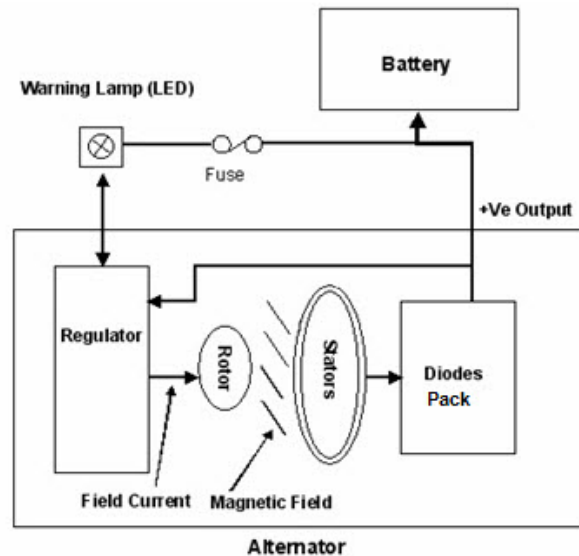 Battery
Warning Lamp (LED)
Fuse
+Ve Output
Regulator
Rotor
Stators
Diodes
Pack
Field Current
Magnetic Field
Alternator